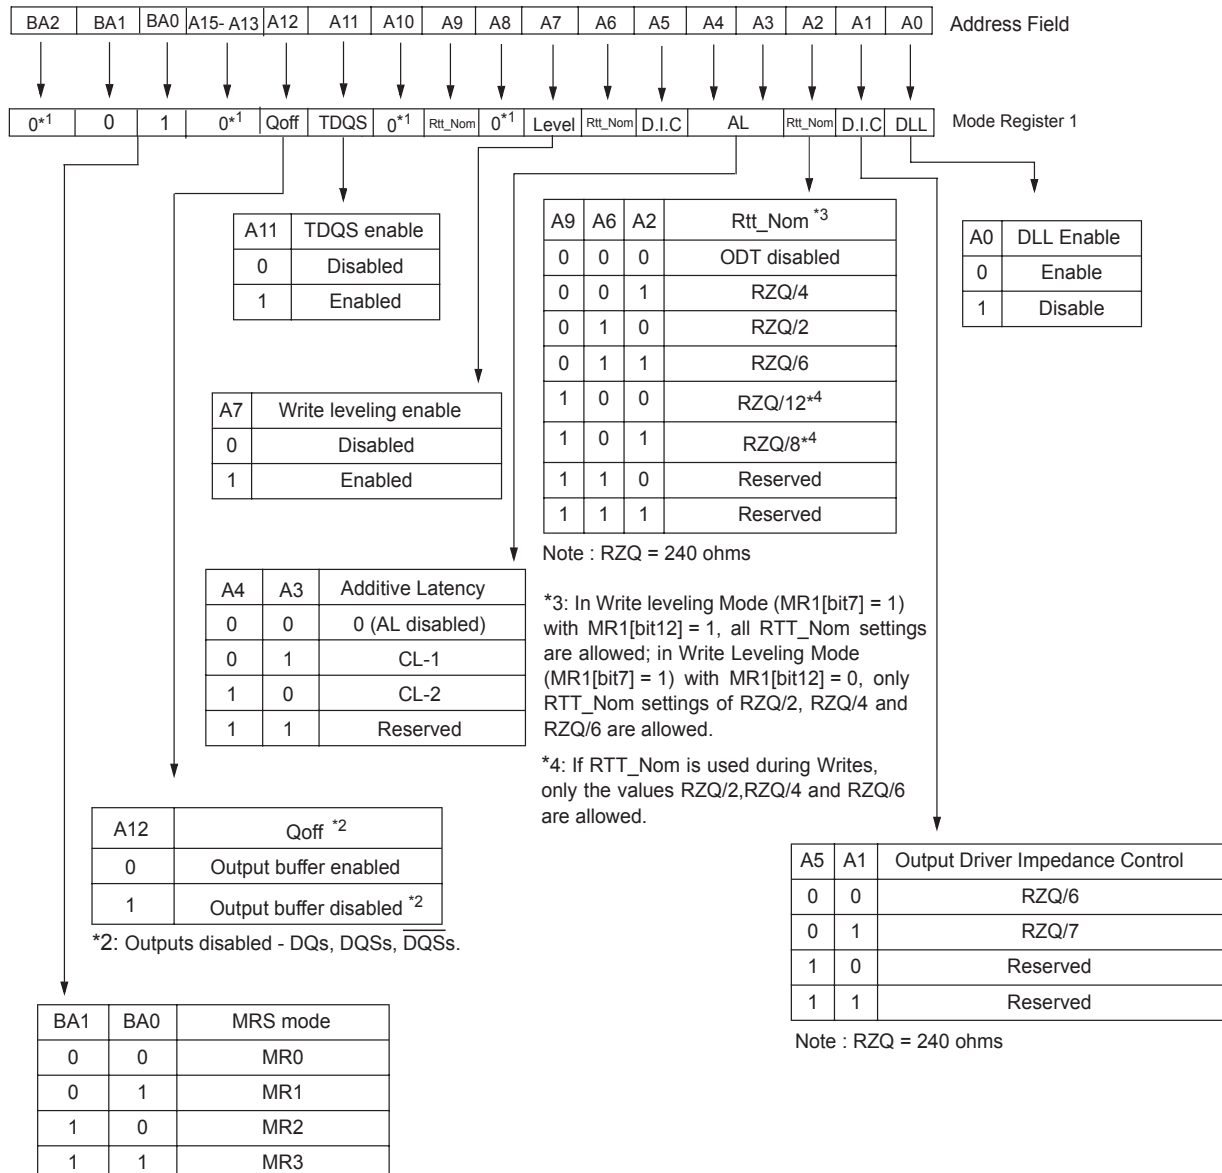 BA2 BA1 BA0 A15- A13 A12 A11 A10 A9 A8 A7 A6 A5 A4 A3 A2 A1 A0 Address Field
0*1 0 1 0*1 Qoff TDQS 0*1 Rtt_Nom 0*1 Level Rtt_Nom D.I.C AL Rtt_Nom D.I.C DLL Mode Register 1
A11 TDQS enable
0 Disabled
1 Enabled
A9 A6 A2 Rtt_Nom *3
0 0 0 ODT disabled
0 0 1 RZQ/4
0 1 0 RZQ/2
0 1 1 RZQ/6
1 0 0 RZQ/12*4
1 0 1 RZQ/8*4
1 1 0 Reserved
1 1 1 Reserved
Note : RZQ = 240 ohms
*3: In Write leveling Mode (MR1[bit7] = 1)
with MR1[bit12] = 1, all RTT_Nom settings
are allowed; in Write Leveling Mode
(MR1[bit7] = 1) with MR1[bit12] = 0, only
RTT_Nom settings of RZQ/2, RZQ/4 and
RZQ/6 are allowed.
*4: If RTT_Nom is used during Writes,
only the values RZQ/2,RZQ/4 and RZQ/6
are allowed.
A0 DLL Enable
0 Enable
1 Disable
A7 Write leveling enable
0 Disabled
1 Enabled
A4 A3 Additive Latency
0 0 0 (AL disabled)
0 1 CL-1
1 0 CL-2
1 1 Reserved
A12 Qoff *2
0 Output buffer enabled
1 Output buffer disabled *2
*2: Outputs disabled - DQs, DQSs, DQSs.
A5 A1 Output Driver Impedance Control
0 0 RZQ/6
0 1 RZQ/7
1 0 Reserved
1 1 Reserved
Note : RZQ = 240 ohms
BA1 BA0 MRS mode
0 0 MR0
0 1 MR1
1 0 MR2
1 1 MR3